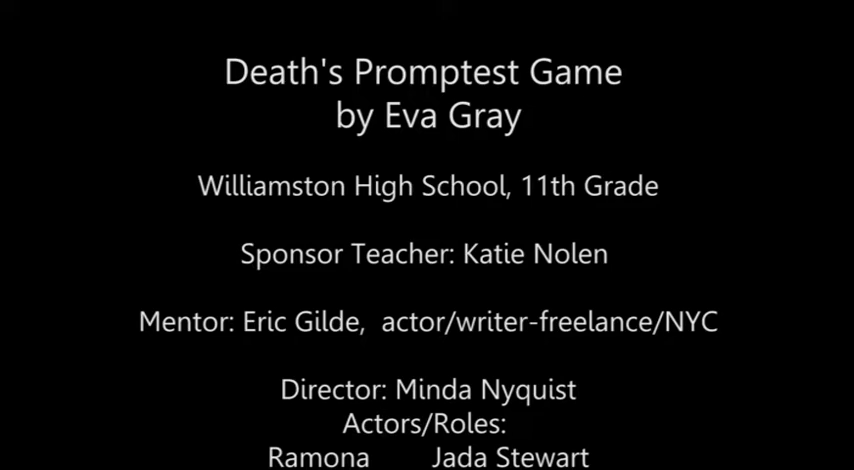 Death's Promptest Game
by Eva Gray
Williamston High School, 11th Grade
Sponsor Teacher: Katie Nolen
Mentor: Eric Gilde,  actor/writer-freelance/NYC
Director: Minda Nyquist
Actors/Roles:
Ramona Jada Stewart